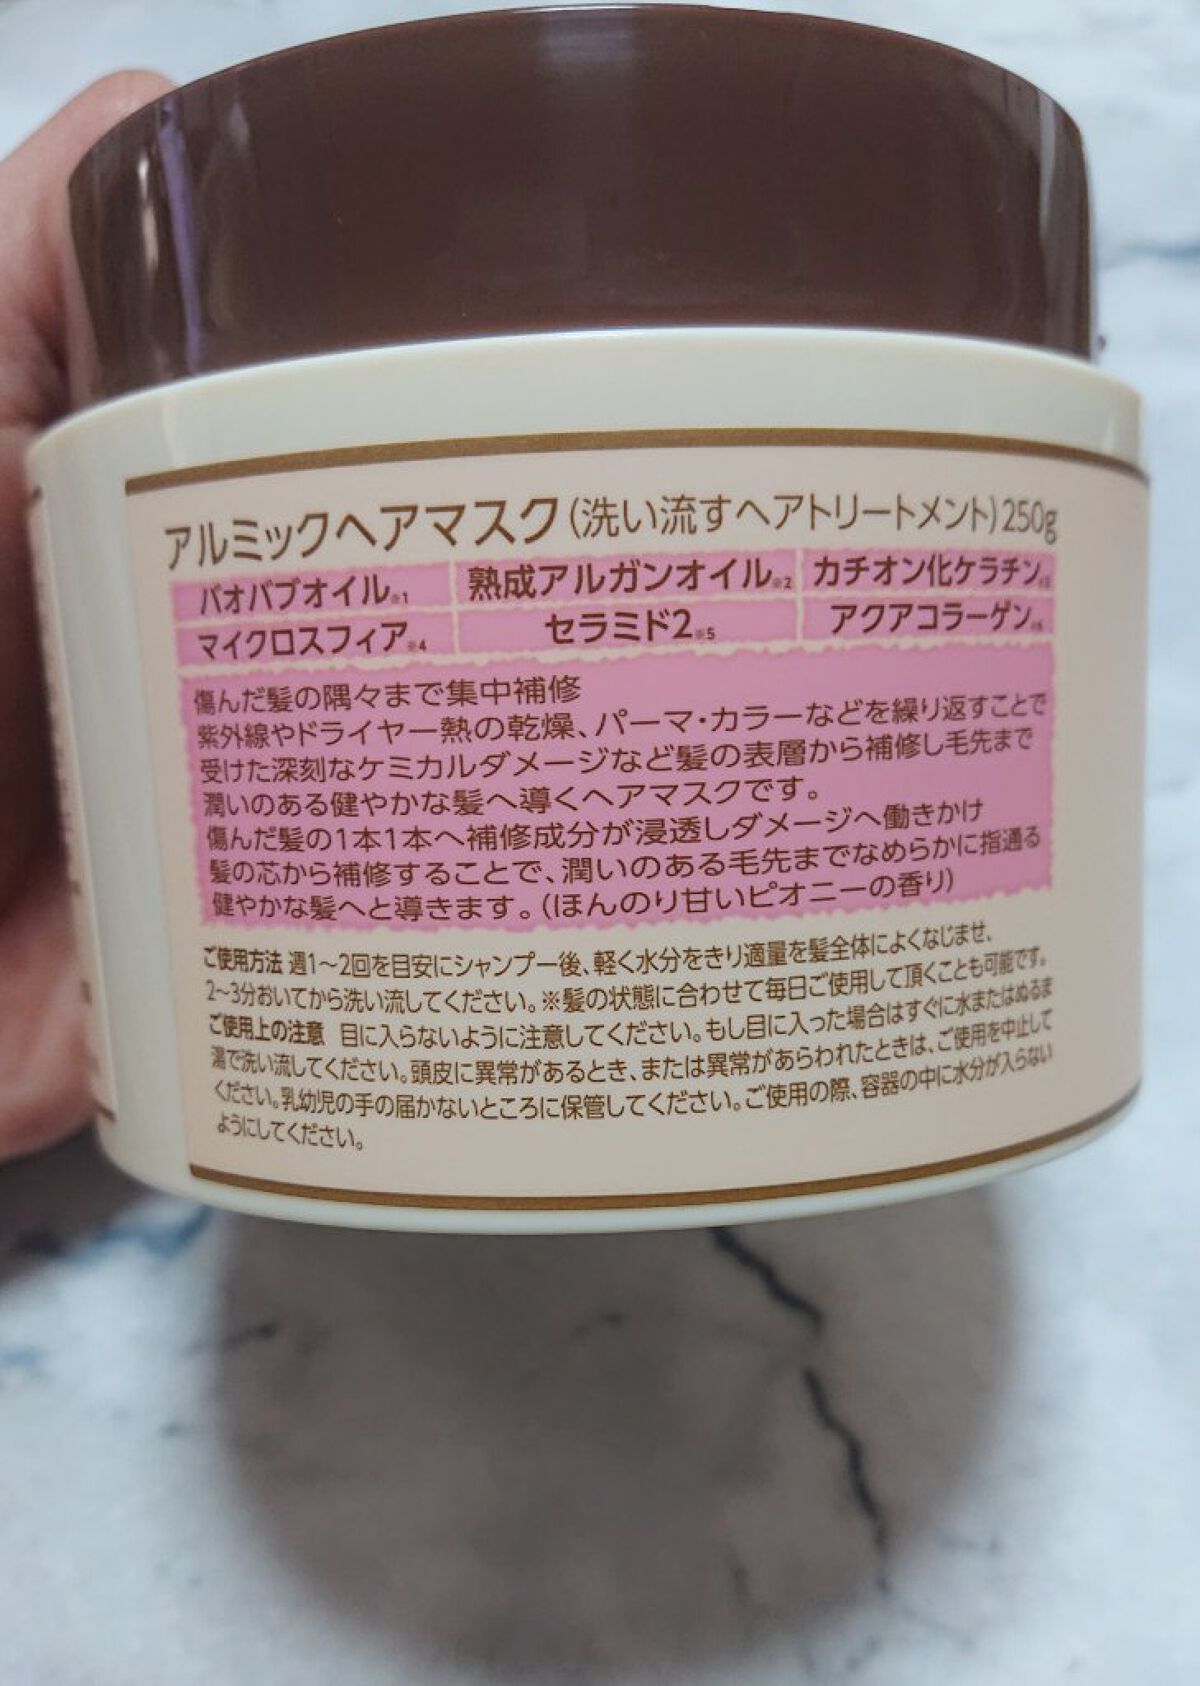 アルミックヘアマスク(洗い流すヘアトリートメント)250g
バオバブオイル※1 熟成アルガンオイル※2 カチオン化ケラチン※3
マイクロスフィア※4 セラミド2※5 アクアコラーゲン※6
傷んだ髪の隅々まで集中補修
紫外線やドライヤー熱の乾燥、パーマ・カラーなどを繰り返すことで
受けた深刻なケミカルダメージなど髪の表層から補修し毛先まで
潤いのある健やかな髪へ導くヘアマスクです。
傷んだ髪の1本1本へ補修成分が浸透しダメージへ働きかけ
髪の芯から補修することで、潤いのある毛先までなめらかに指通る
健やかな髪へと導きます。(ほんのり甘いピオニーの香り)
ご使用方法 週1〜2回を目安にシャンプー後、軽く水分をきり適量を髪全体によくなじませ、
2〜3分おいてから洗い流してください。※髪の状態に合わせて毎日ご使用して頂くことも可能です。
ご使用上の注意 目に入らないように注意してください。もし目に入った場合はすぐに水またはぬるま
湯で洗い流してください。頭皮に異常があるとき、または異常があらわれたときは、ご使用を中止して
ください。乳幼児の手の届かないところに保管してください。ご使用の際、容器の中に水分が入らない
ようにしてください。